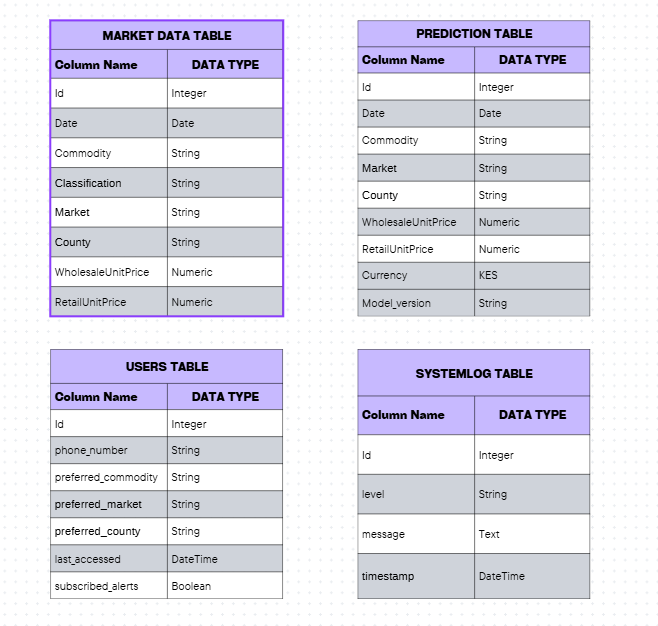 MARKET DATA TABLE
Column Name DATA TYPE
Id Integer
Date Date
Commodity String
Classification String
Market String
County String
WholesaleUnitPrice Numeric
RetailUnitPrice Numeric
PREDICTION TABLE
Column Name DATA TYPE
Id Integer
Date Date
Commodity String
Market String
County String
WholesaleUnitPrice Numeric
RetailUnitPrice Numeric
Currency KES
Model_version String
USERS TABLE
Column Name DATA TYPE
Id Integer
phone_number String
preferred_commodity String
preferred_market String
preferred_county String
last_accessed DateTime
subscribed_alerts Boolean
SYSTEMLOG TABLE
Column Name DATA TYPE
Id Integer
level String
message Text
timestamp DateTime